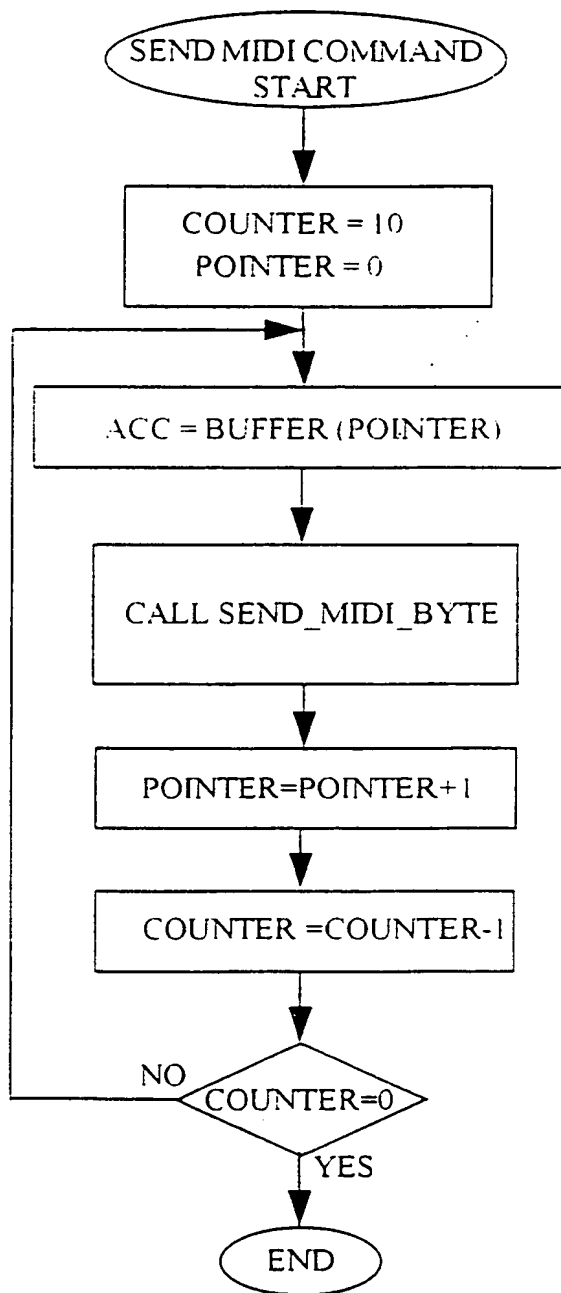 SEND MIDI COMMAND
START
COUNTER = 10
POINTER = 0
ACC = BUFFER (POINTER)
CALL SEND_MIDI_BYTE
POINTER=POINTER+1
COUNTER =COUNTER-1
NO
COUNTER=0
YES
END